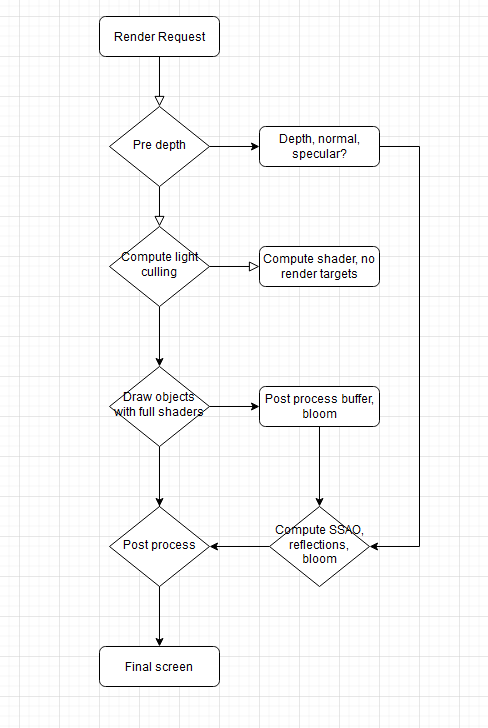 Render Request
Pre depth
Depth, normal,
specular?
Compute light
culling
Compute shader, no
render targets
Draw objects
with full shaders
Post process buffer,
bloom
Post process
Compute SSAO,
reflections,
bloom
Final screen